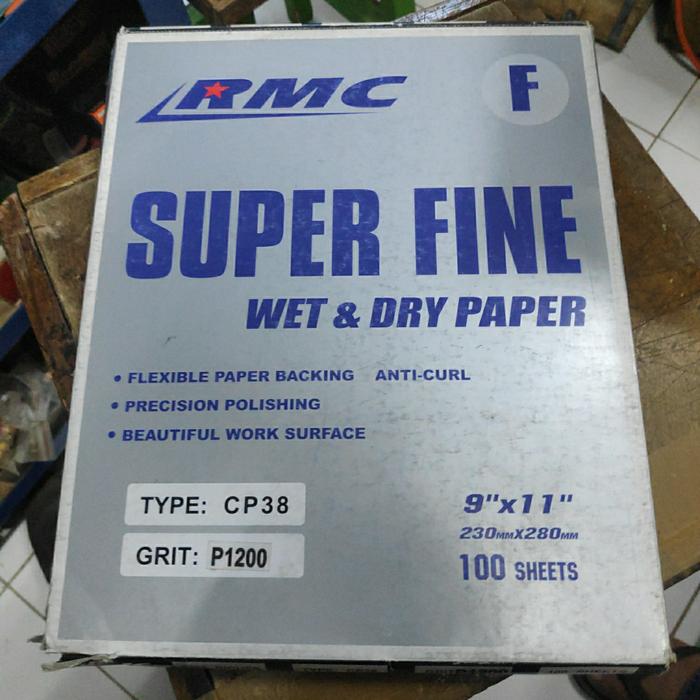 RMC
F
SUPER FINE
WET & DRY PAPER
• FLEXIBLE PAPER BACKING ANTI-CURL
• PRECISION POLISHING
• BEAUTIFUL WORK SURFACE
TYPE: CP38
GRIT: P1200
9"x11"
230MMX280MM
100 SHEETS